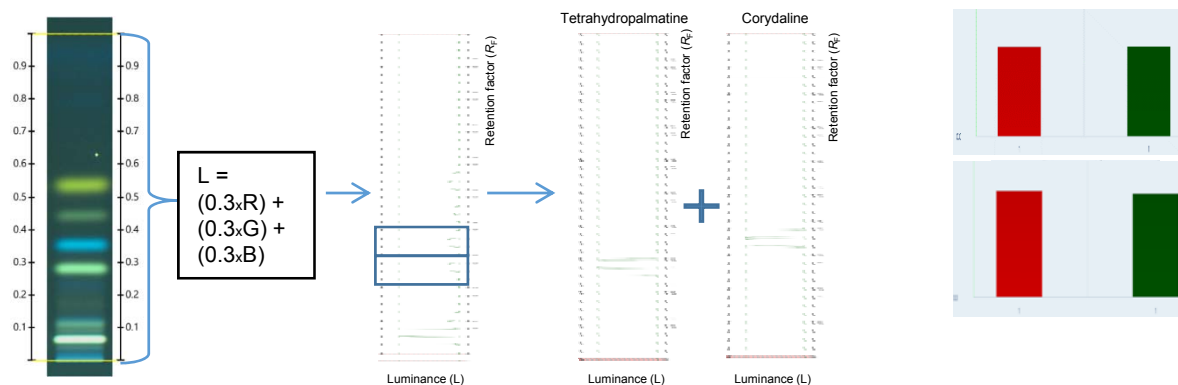 0.9
0.8
0.7
0.6
0.5
0.4
0.3
0.2
0.1
0.9
0.8
0.7
0.6
0.5
0.4
0.3
0.2
0.1
L =
(0.3xR) +
(0.3xG) +
(0.3xB)
Retention factor (RF)
Luminance (L)
Tetrahydropalmatine
Retention factor (RF)
Luminance (L)
Corydaline
Retention factor (RF)
Luminance (L)